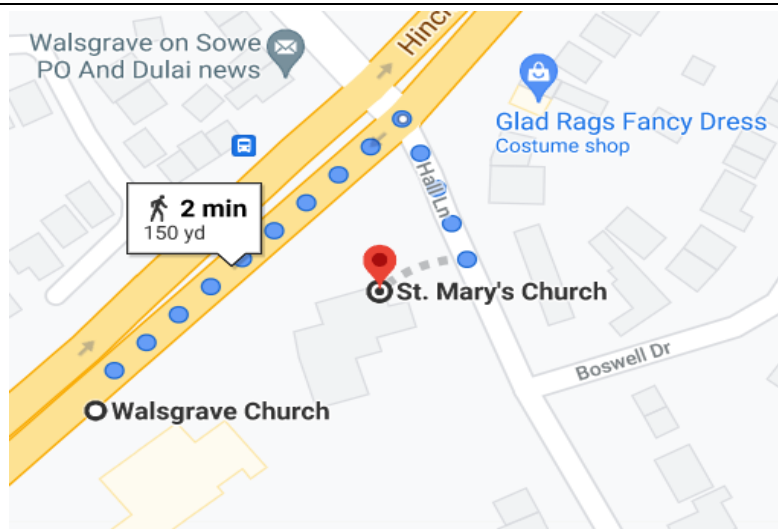 Walsgrave on Sowe
PO And Dulai news
Hinc
Glad Rags Fancy Dress
Costume shop
Hall Ln
2 min
150 yd
St. Mary's Church
Boswell Dr
Walsgrave Church